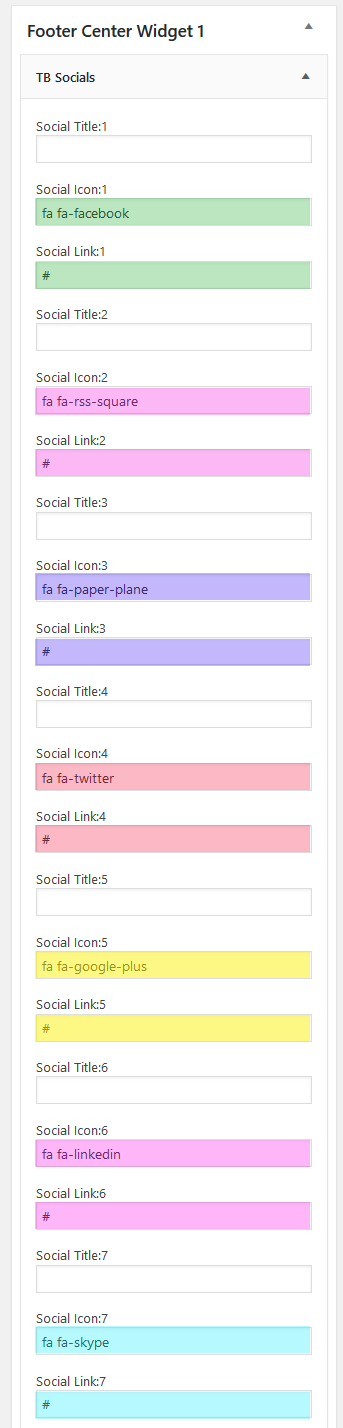 Footer Center Widget 1
TB Socials
Social Title:1
Social Icon:1
fa fa-facebook
Social Link:1
#
Social Title:2
Social Icon:2
fa fa-rss-square
Social Link:2
#
Social Title:3
Social Icon:3
fa fa-paper-plane
Social Link:3
#
Social Title:4
Social Icon:4
fa fa-twitter
Social Link:4
#
Social Title:5
Social Icon:5
fa fa-google-plus
Social Link:5
#
Social Title:6
Social Icon:6
fa fa-linkedin
Social Link:6
#
Social Title:7
Social Icon:7
fa fa-skype
Social Link:7
#